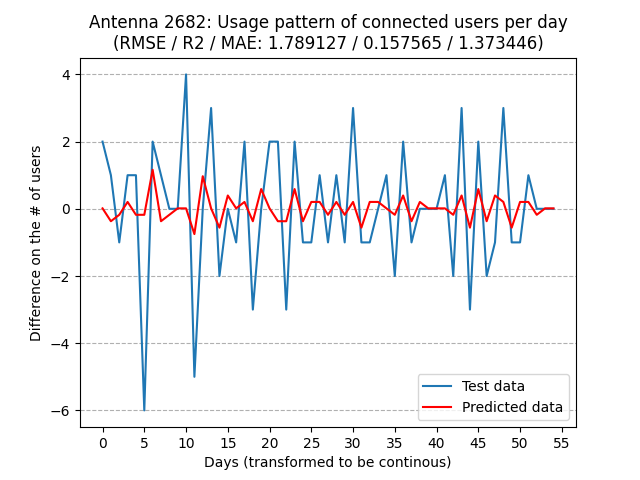 Antenna 2682: Usage pattern of connected users per day
(RMSE / R2 / MAE: 1.789127 / 0.157565 / 1.373446)
Difference on the # of users
4
2
0
−2
−4
−6
Test data
Predicted data
0 5 10 15 20 25 30 35 40 45 50 55
Days (transformed to be continous)